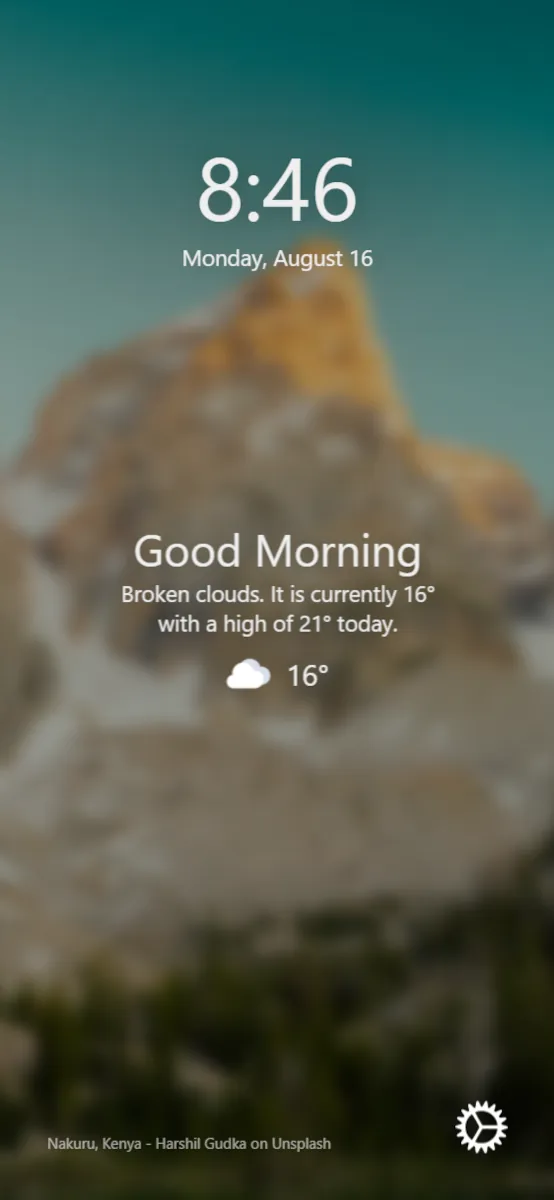 8:46
Monday, August 16
Good Morning
Broken clouds. It is currently 16°
with a high of 21° today.
16°
Nakuru, Kenya - Harshil Gudka on Unsplash